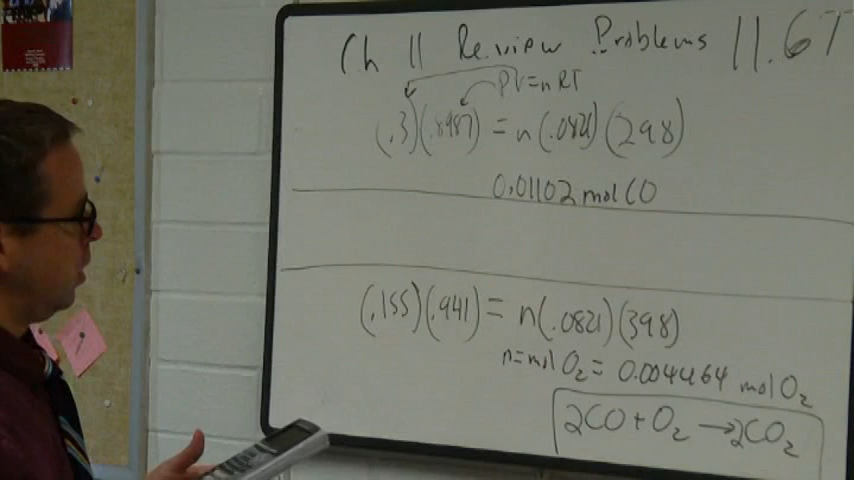 Ch 11 Review Problems 11.67
PV=nRT
(.3)(.8987) = n(.0821)(298)
0.01102 mol CO
(.155)(.941) = n(.0821)(398)
n=mol O₂ = 0.004464 mol O₂
2CO + O₂ → 2CO₂